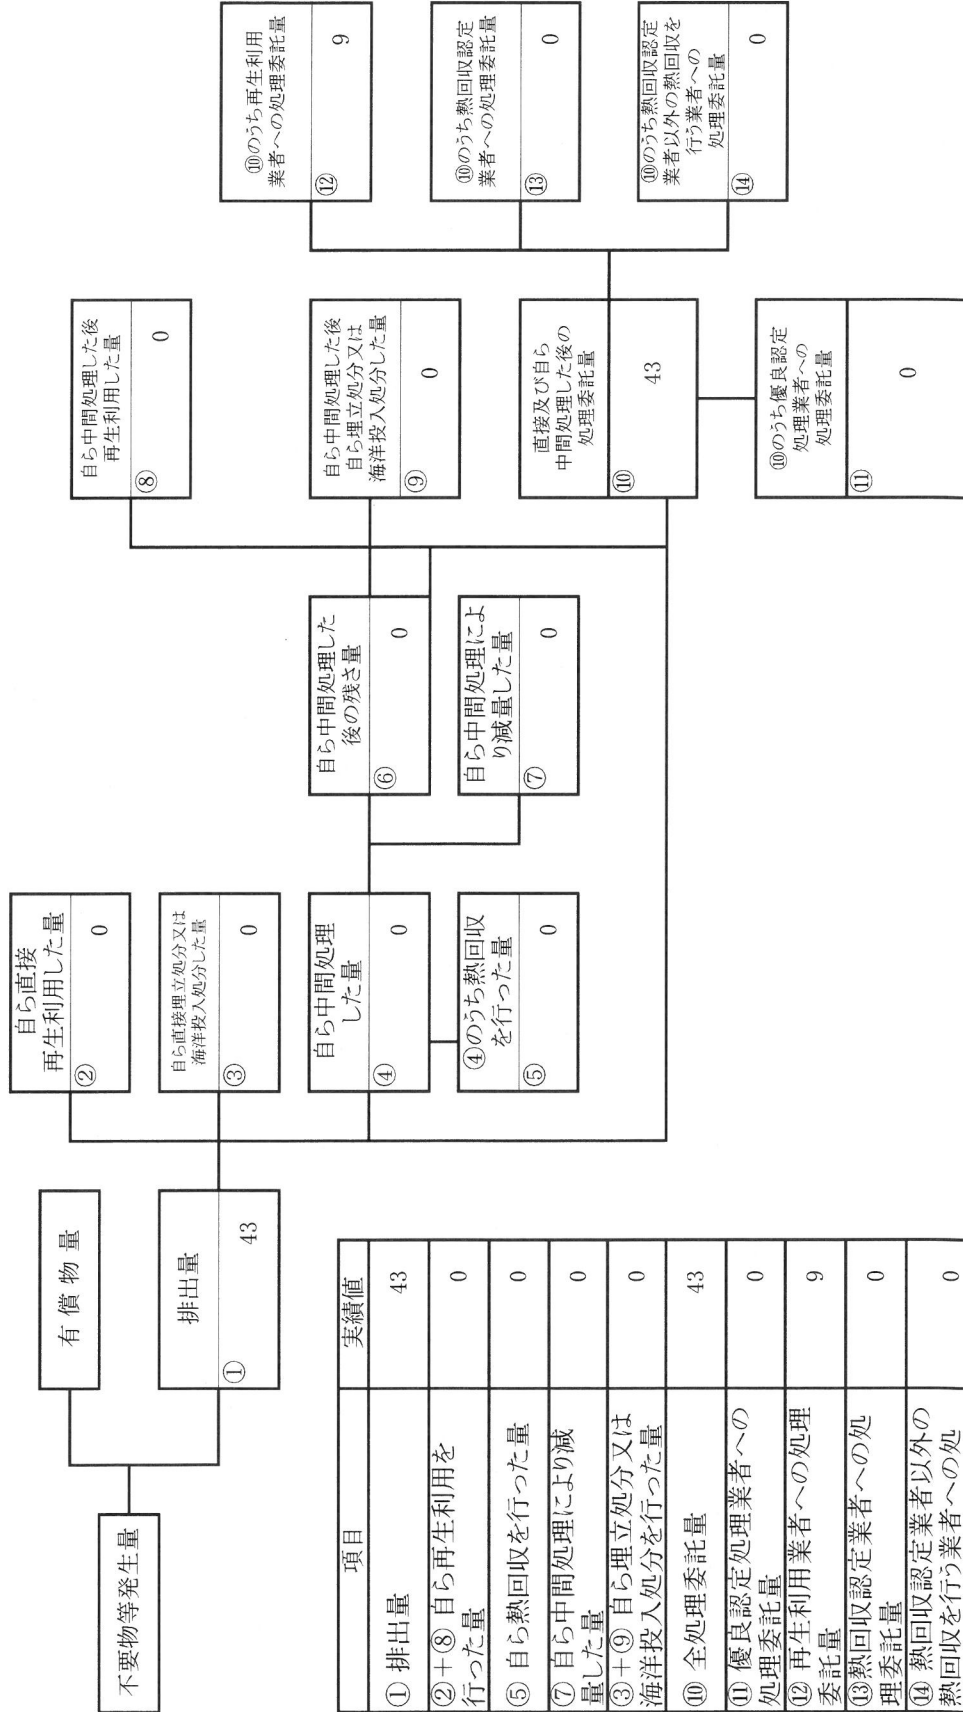 不要物等発生量
有償物量
排出量
①
43
自ら直接
再生利用した量
②
0
自ら直接埋立処分又は
海洋投入処分した量
③
0
自ら中間処理
した量
④
0
④のうち熱回収
を行った量
⑤
0
自ら中間処理した
後の残さ量
⑥
0
自ら中間処理によ
り減量した量
⑦
0
自ら中間処理した後
再生利用した量
⑧
0
自ら中間処理した後
自ら埋立処分又は
海洋投入処分した量
⑨
0
直接及び自ら
中間処理した後の
処理委託量
⑩
43
⑩のうち優良認定
処理業者への
処理委託量
⑪
0
⑩のうち再生利用
業者への処理委託量
⑫
9
⑩のうち熱回収認定
業者への処理委託量
⑬
0
⑩のうち熱回収認定
業者以外の熱回収を
行う業者への
処理委託量
⑭
0
項目 実績値
① 排出量 43
②+⑧ 自ら再生利用を
行った量 0
⑤ 自ら熱回収を行った量 0
⑦ 自ら中間処理により減
量した量 0
③+⑨ 自ら埋立処分又は
海洋投入処分を行った量 0
⑩ 全処理委託量 43
⑪ 優良認定処理業者への
処理委託量 0
⑫ 再生利用業者への処理
委託量 9
⑬熱回収認定業者への処
理委託量 0
⑭ 熱回収認定業者以外の
熱回収を行う業者への処 0